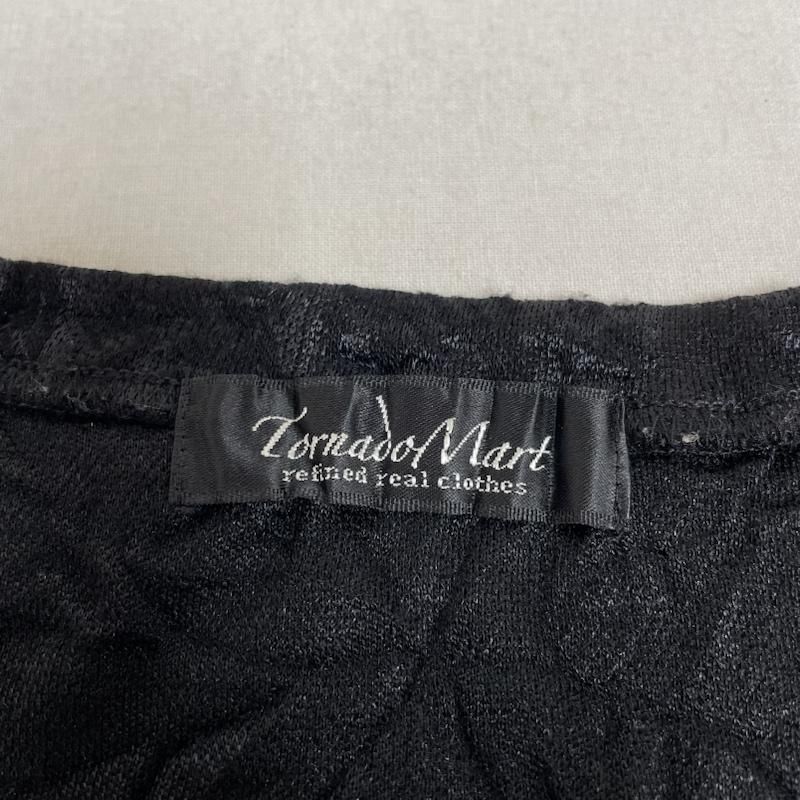 TornadoMart
refined real clothes